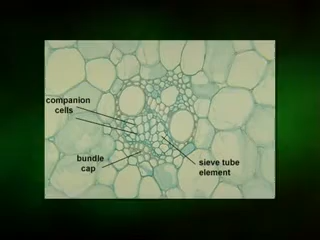 companion
cells
bundle
cap
sieve tube
element